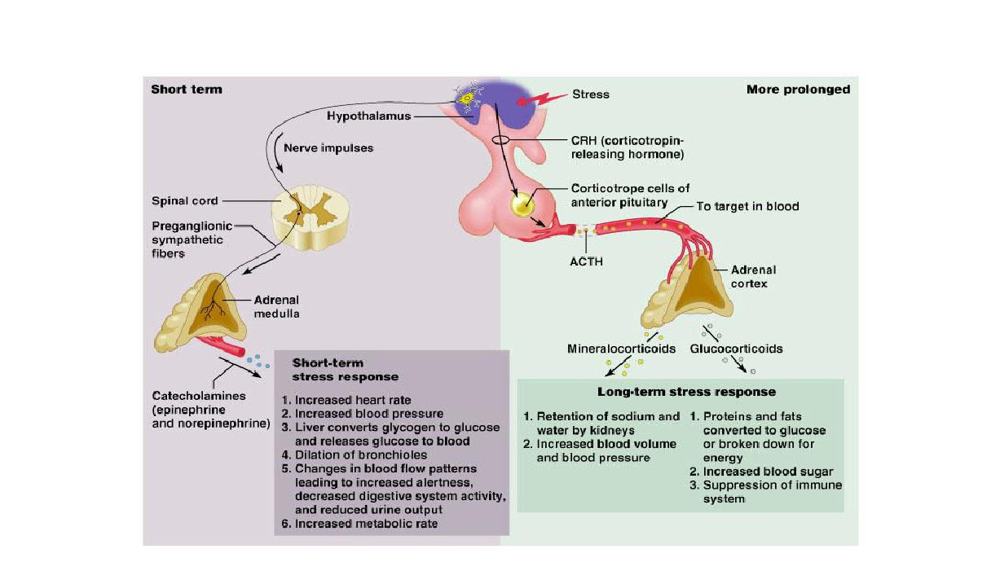 Short term
More prolonged
Stress
Hypothalamus
Nerve impulses
CRH (corticotropin-
releasing hormone)
Spinal cord
Corticotrope cells of
anterior pituitary
To target in blood
Preganglionic
sympathetic
fibers
ACTH
Adrenal
cortex
Adrenal
medulla
Mineralocorticoids
Glucocorticoids
Catecholamines
(epinephrine
and norepinephrine)
Short-term
stress response
1. Increased heart rate
2. Increased blood pressure
3. Liver converts glycogen to glucose
and releases glucose to blood
4. Dilation of bronchioles
5. Changes in blood flow patterns
leading to increased alertness,
decreased digestive system activity,
and reduced urine output
6. Increased metabolic rate
Long-term stress response
1. Retention of sodium and
water by kidneys
2. Increased blood volume
and blood pressure
1. Proteins and fats
converted to glucose
or broken down for
energy
2. Increased blood sugar
3. Suppression of immune
system